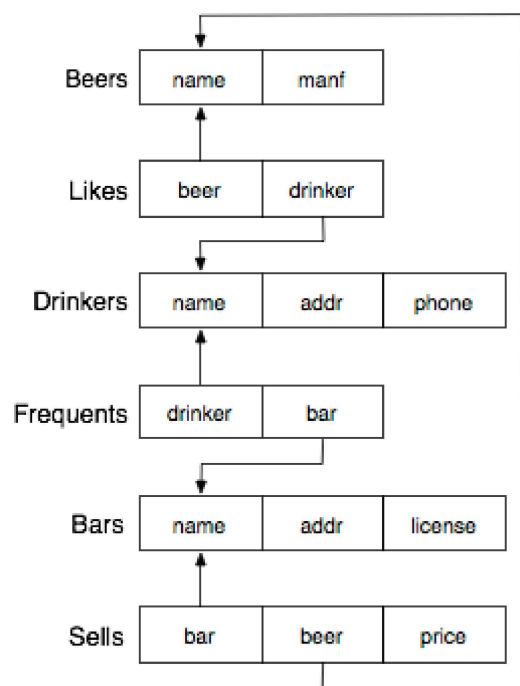 Beers name manf
Likes beer drinker
Drinkers name addr phone
Frequents drinker bar
Bars name addr license
Sells bar beer price